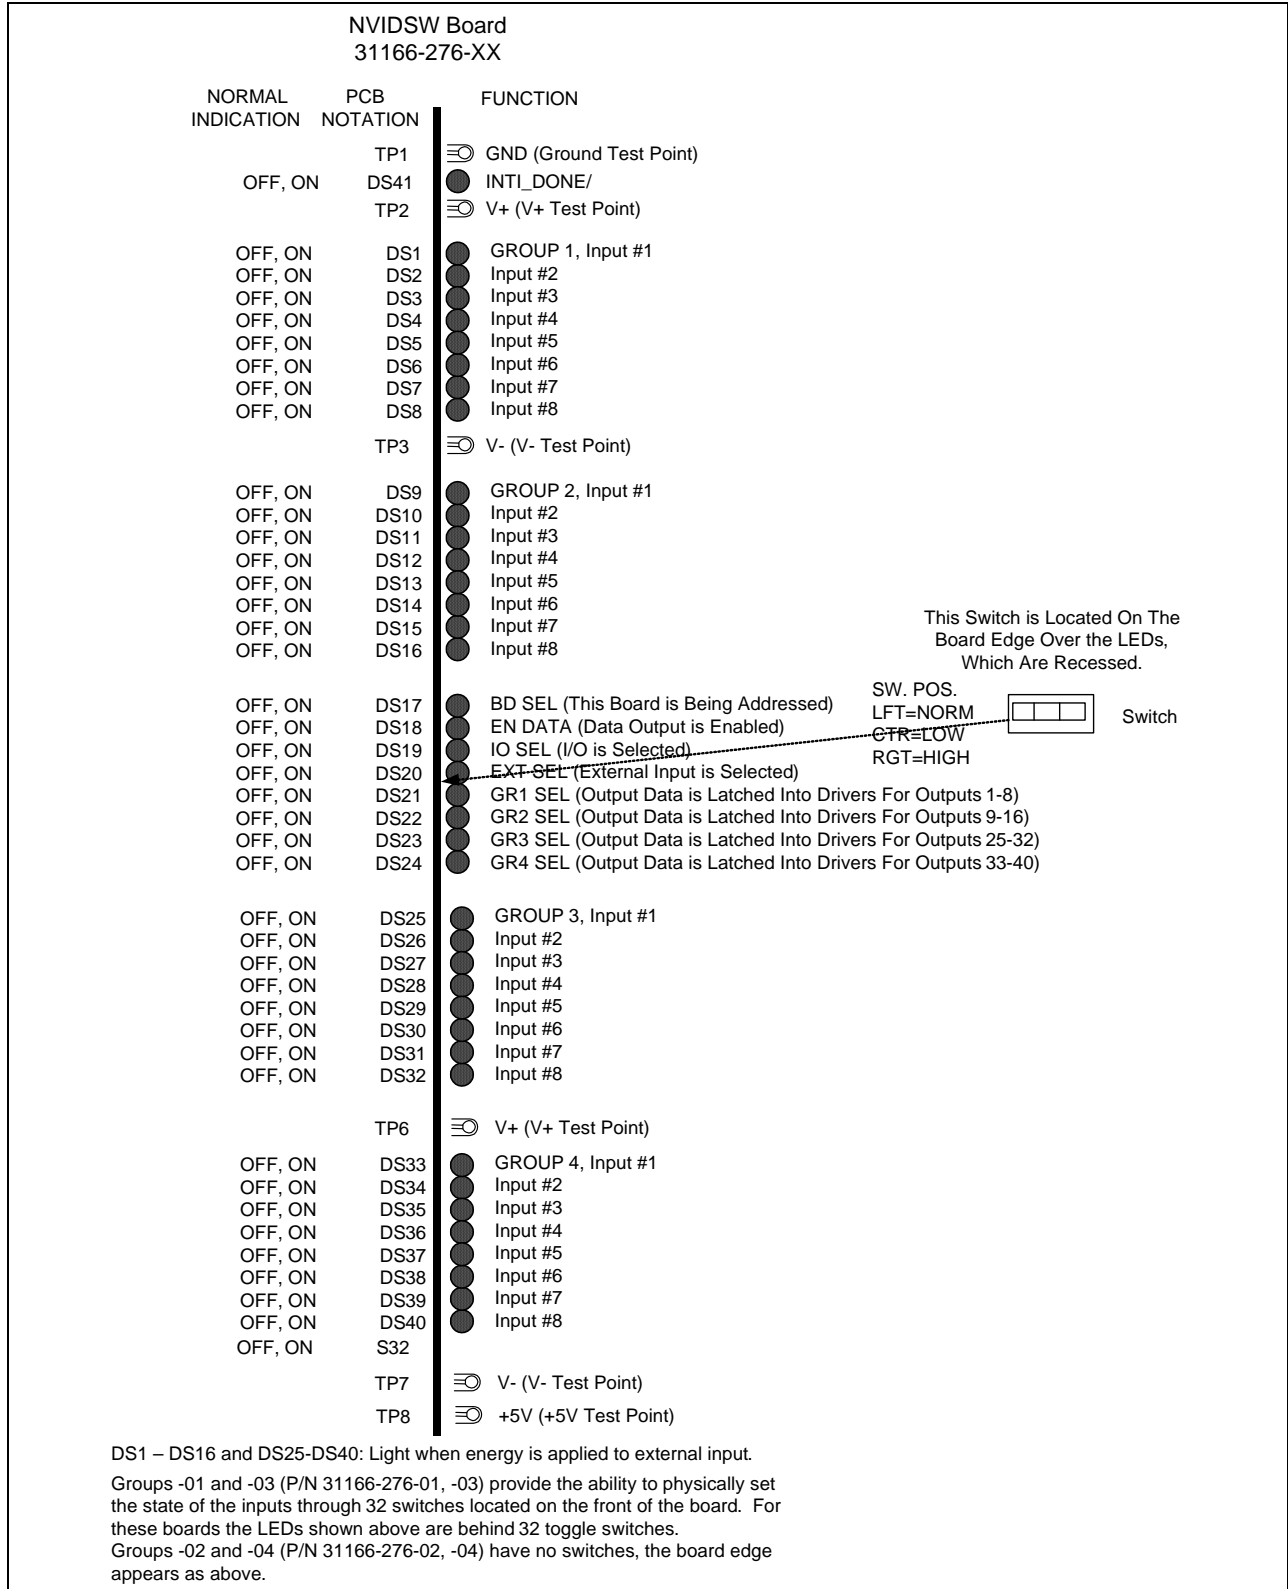 NVIDSW Board
31166-276-XX
NORMAL INDICATION PCB NOTATION FUNCTION
TP1 GND (Ground Test Point)
OFF, ON DS41 INTI_DONE/
TP2 V+ (V+ Test Point)
OFF, ON DS1 GROUP 1, Input #1
OFF, ON DS2 Input #2
OFF, ON DS3 Input #3
OFF, ON DS4 Input #4
OFF, ON DS5 Input #5
OFF, ON DS6 Input #6
OFF, ON DS7 Input #7
OFF, ON DS8 Input #8
TP3 V- (V- Test Point)
OFF, ON DS9 GROUP 2, Input #1
OFF, ON DS10 Input #2
OFF, ON DS11 Input #3
OFF, ON DS12 Input #4
OFF, ON DS13 Input #5
OFF, ON DS14 Input #6
OFF, ON DS15 Input #7
OFF, ON DS16 Input #8
This Switch is Located On The
Board Edge Over the LEDs,
Which Are Recessed.
SW. POS.
LFT=NORM
CTR=LOW
RGT=HIGH
Switch
OFF, ON DS17 BD SEL (This Board is Being Addressed)
OFF, ON DS18 EN DATA (Data Output is Enabled)
OFF, ON DS19 IO SEL (I/O is Selected)
OFF, ON DS20 EXT SEL (External Input is Selected)
OFF, ON DS21 GR1 SEL (Output Data is Latched Into Drivers For Outputs 1-8)
OFF, ON DS22 GR2 SEL (Output Data is Latched Into Drivers For Outputs 9-16)
OFF, ON DS23 GR3 SEL (Output Data is Latched Into Drivers For Outputs 25-32)
OFF, ON DS24 GR4 SEL (Output Data is Latched Into Drivers For Outputs 33-40)
OFF, ON DS25 GROUP 3, Input #1
OFF, ON DS26 Input #2
OFF, ON DS27 Input #3
OFF, ON DS28 Input #4
OFF, ON DS29 Input #5
OFF, ON DS30 Input #6
OFF, ON DS31 Input #7
OFF, ON DS32 Input #8
TP6 V+ (V+ Test Point)
OFF, ON DS33 GROUP 4, Input #1
OFF, ON DS34 Input #2
OFF, ON DS35 Input #3
OFF, ON DS36 Input #4
OFF, ON DS37 Input #5
OFF, ON DS38 Input #6
OFF, ON DS39 Input #7
OFF, ON DS40 Input #8
OFF, ON S32
TP7 V- (V- Test Point)
TP8 +5V (+5V Test Point)
DS1 – DS16 and DS25-DS40: Light when energy is applied to external input.
Groups -01 and -03 (P/N 31166-276-01, -03) provide the ability to physically set
the state of the inputs through 32 switches located on the front of the board. For
these boards the LEDs shown above are behind 32 toggle switches.
Groups -02 and -04 (P/N 31166-276-02, -04) have no switches, the board edge
appears as above.